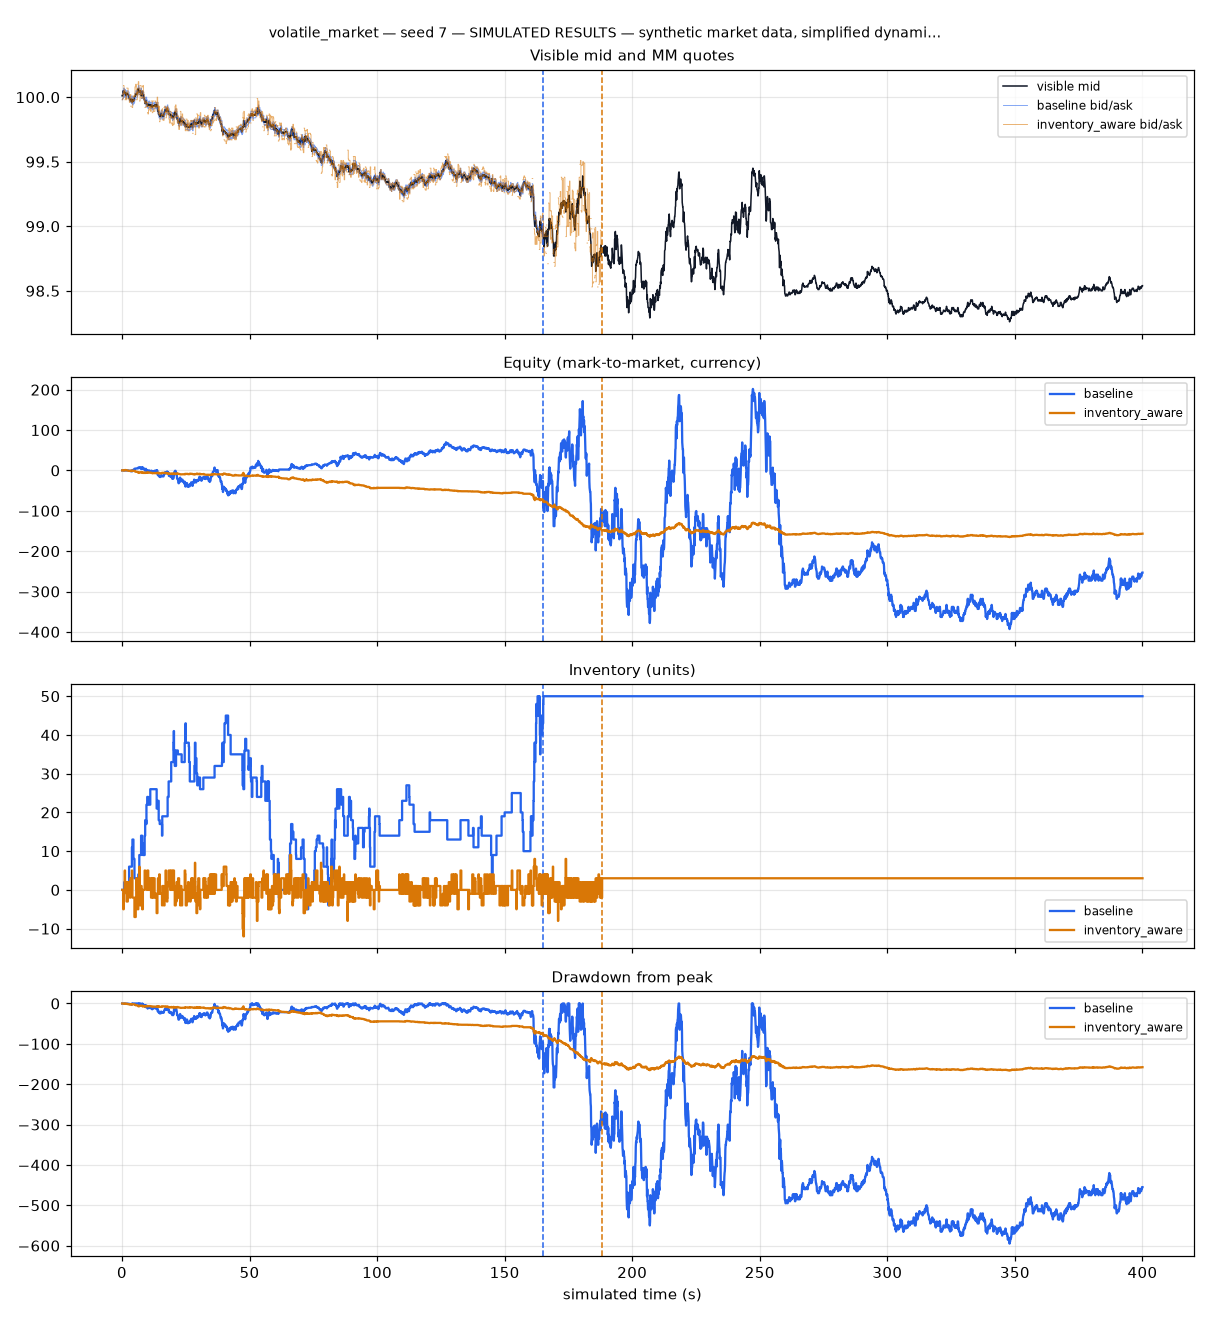 volatile_market — seed 7 — SIMULATED RESULTS — synthetic market data, simplified dynami...
Visible mid and MM quotes
visible mid
baseline bid/ask
inventory_aware bid/ask
100.0
99.5
99.0
98.5
Equity (mark-to-market, currency)
baseline
inventory_aware
200
100
0
−100
−200
−300
−400
Inventory (units)
50
40
30
20
10
0
−10
baseline
inventory_aware
Drawdown from peak
baseline
inventory_aware
0
−100
−200
−300
−400
−500
−600
0 50 100 150 200 250 300 350 400
simulated time (s)